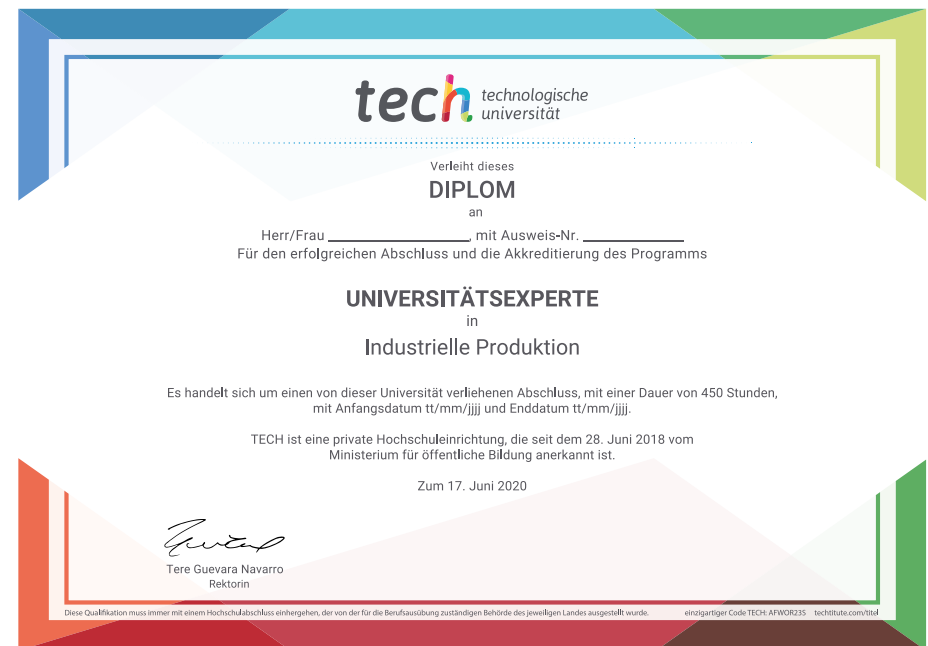 tech technologische
universität
Verleiht dieses
DIPLOM
an
Herr/Frau ____________________, mit Ausweis-Nr. ______________
Für den erfolgreichen Abschluss und die Akkreditierung des Programms
UNIVERSITÄTSEXPERTE
in
Industrielle Produktion
Es handelt sich um einen von dieser Universität verliehenen Abschluss, mit einer Dauer von 450 Stunden,
mit Anfangsdatum tt/mm/jjjj und Enddatum tt/mm/jjjj.
TECH ist eine private Hochschuleinrichtung, die seit dem 28. Juni 2018 vom
Ministerium für öffentliche Bildung anerkannt ist.
Zum 17. Juni 2020
Tere Guevara Navarro
Rektorin
Diese Qualifikation muss immer mit einem Hochschulabschluss einhergehen, der von der für die Berufsausübung zuständigen Behörde des jeweiligen Landes ausgestellt wurde. einzigartiger Code TECH: AFWOR235 techtitute.com/titel